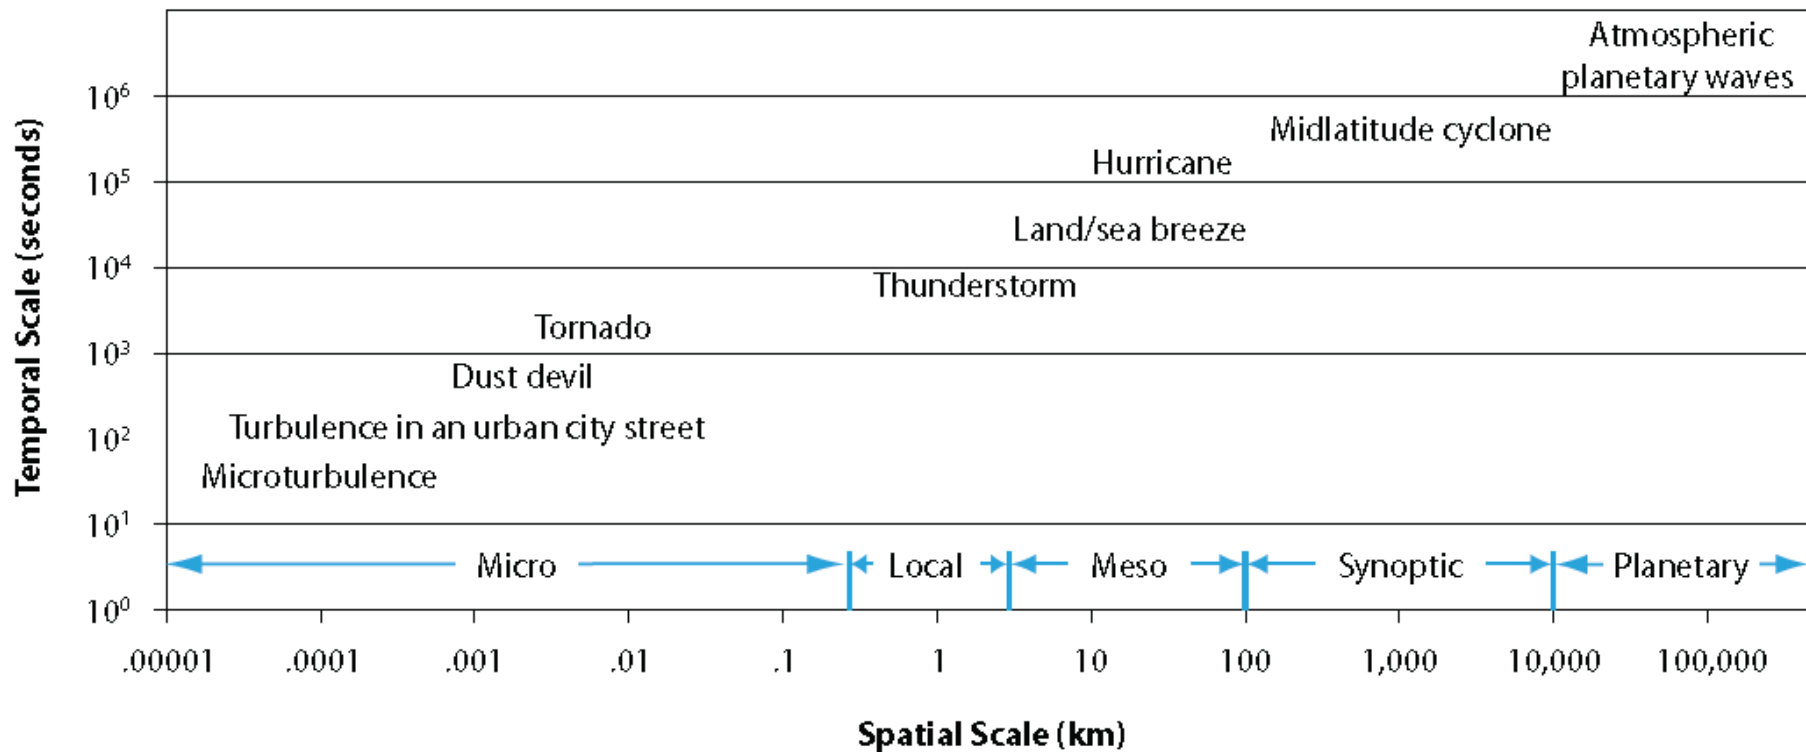 Atmospheric
planetary waves
10⁶
Midlatitude cyclone
Hurricane
10⁵
Land/sea breeze
10⁴
Thunderstorm
Tornado
10³
Dust devil
Turbulence in an urban city street
10²
Microturbulence
10¹
Micro Local Meso Synoptic Planetary
10⁰
.00001 .0001 .001 .01 .1 1 10 100 1,000 10,000 100,000
Spatial Scale (km)
Temporal Scale (seconds)